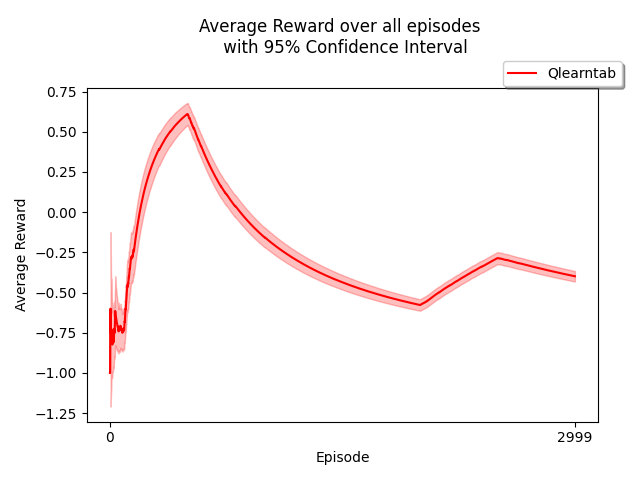 Average Reward over all episodes
with 95% Confidence Interval
Qlearntab
0.75
0.50
0.25
0.00
−0.25
−0.50
−0.75
−1.00
−1.25
Average Reward
0
2999
Episode